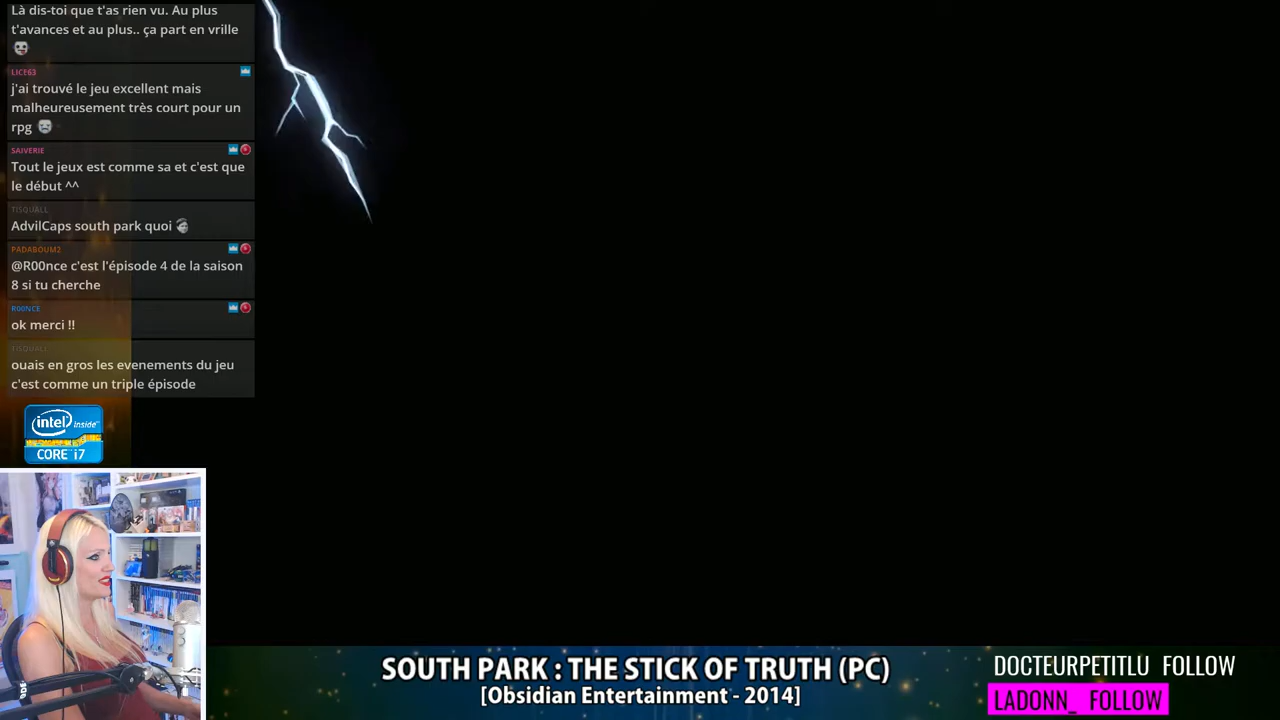 Là dis-toi que t'as rien vu. Au plus
t'avances et au plus.. ça part en vrille
LICE63
j'ai trouvé le jeu excellent mais
malheureusement très court pour un
rpg
SAIVERIE
Tout le jeux est comme sa et c'est que
le début ^^
TISQUALL
AdvilCaps south park quoi
PADABOUM2
@R00nce c'est l'épisode 4 de la saison
8 si tu cherche
R00NCE
ok merci !!
TISQUALL
ouais en gros les evenements du jeu
c'est comme un triple épisode
intel inside™
CORE i7
SOUTH PARK : THE STICK OF TRUTH (PC)
[Obsidian Entertainment - 2014]
DOCTEURPETITLU FOLLOW
LADONN_ FOLLOW